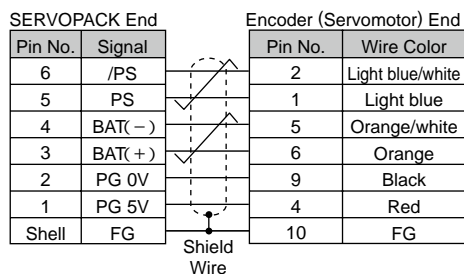 SERVOPACK End Encoder (Servomotor) End
Pin No. Signal Pin No. Wire Color
6 /PS 2 Light blue/white
5 PS 1 Light blue
4 BAT(−) 5 Orange/white
3 BAT(+) 6 Orange
2 PG 0V 9 Black
1 PG 5V 4 Red
Shell FG 10 FG
Shield
Wire